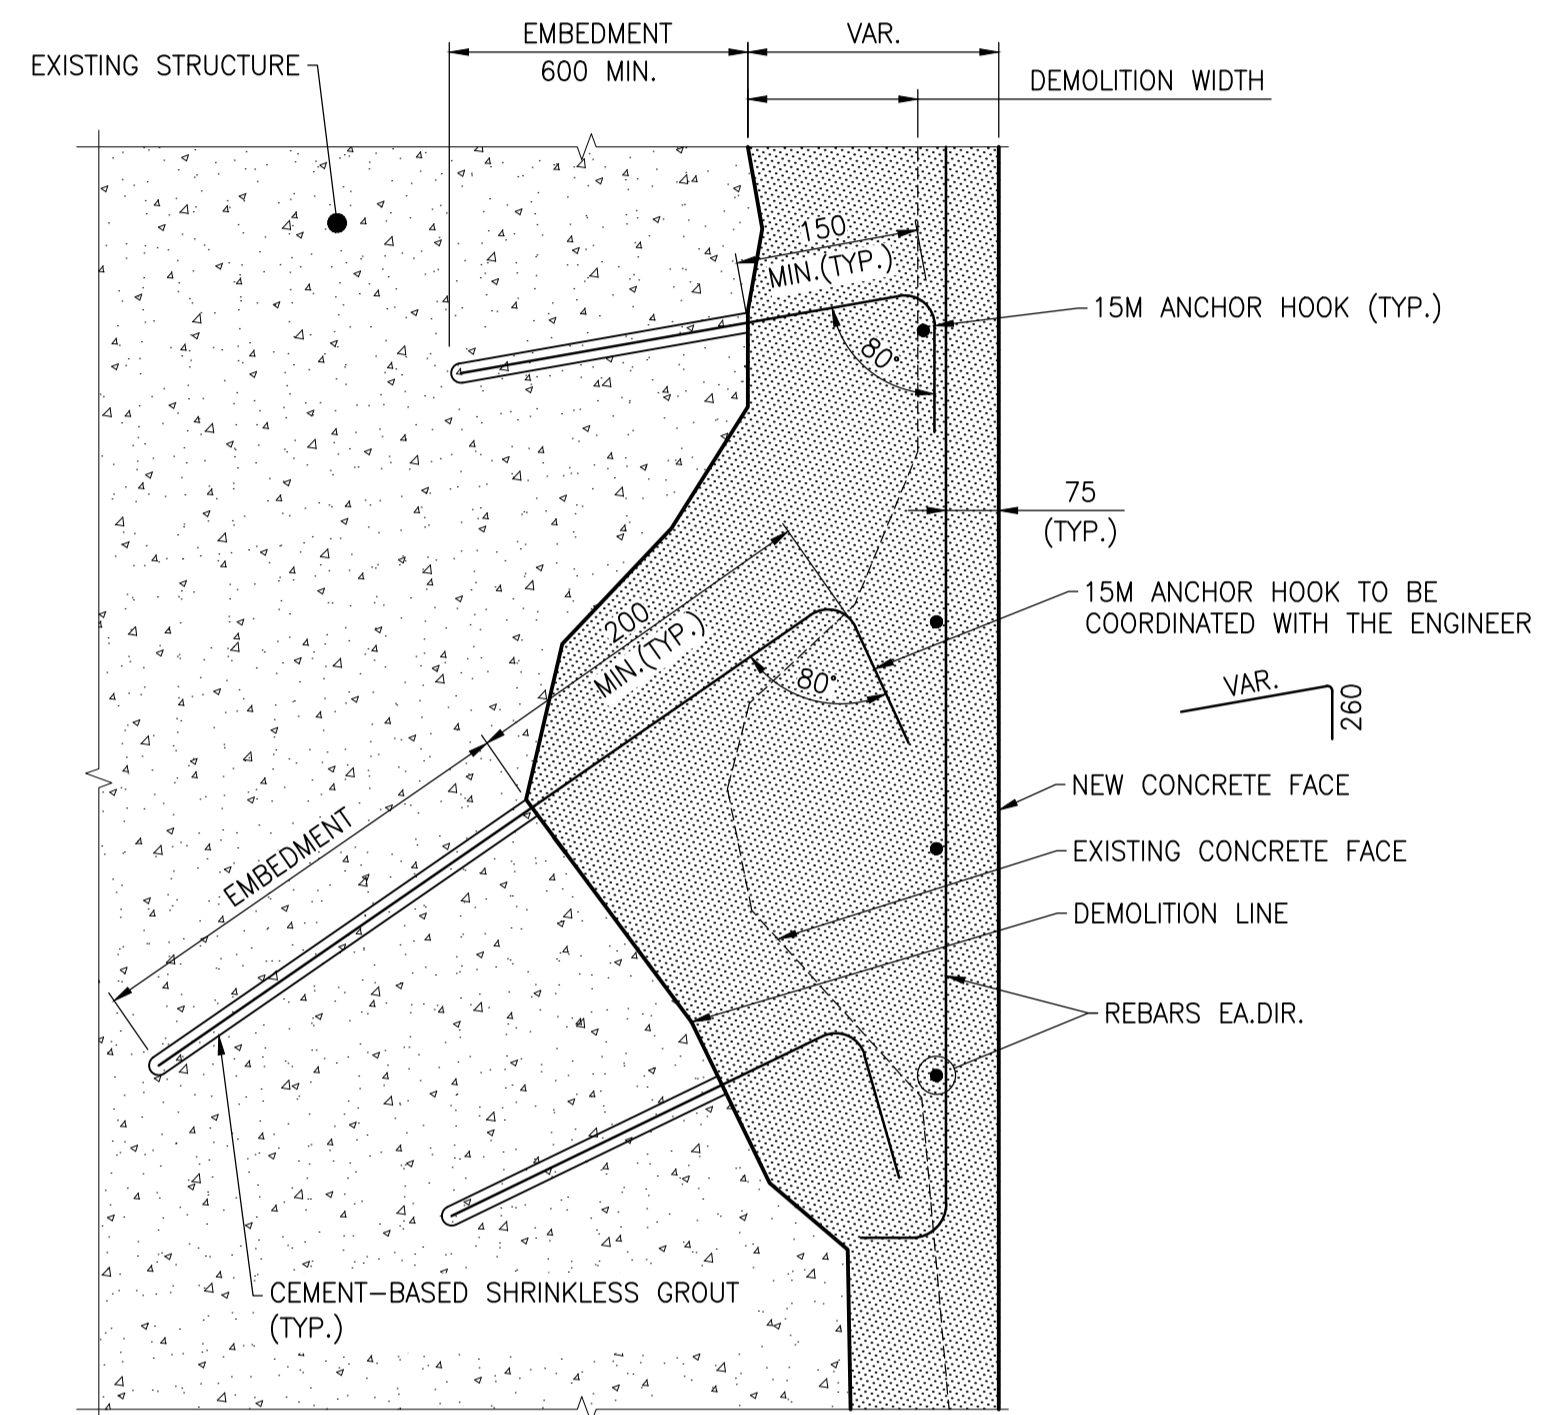 EMBEDMENT
600 MIN.
VAR.
EXISTING STRUCTURE
DEMOLITION WIDTH
150
MIN.(TYP.)
15M ANCHOR HOOK (TYP.)
80°
75
(TYP.)
15M ANCHOR HOOK TO BE
COORDINATED WITH THE ENGINEER
200
MIN.(TYP.)
80°
VAR.
260
NEW CONCRETE FACE
EMBEDMENT
EXISTING CONCRETE FACE
DEMOLITION LINE
REBARS EA.DIR.
CEMENT-BASED SHRINKLESS GROUT
(TYP.)